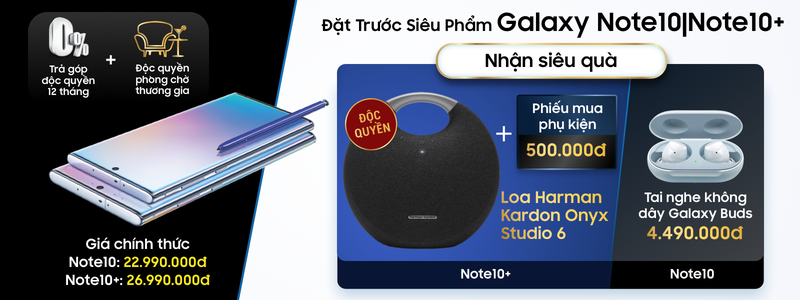 0%
Trả góp
độc quyền
12 tháng
+
Độc quyền
phòng chờ
thương gia
Giá chính thức
Note10: 22.990.000đ
Note10+: 26.990.000đ
Đặt Trước Siêu Phẩm Galaxy Note10|Note10+
Nhận siêu quà
ĐỘC
QUYỀN
harman/kardon
+
Phiếu mua
phụ kiện
500.000đ
Loa Harman
Kardon Onyx
Studio 6
Note10+
Tai nghe không
dây Galaxy Buds
4.490.000đ
Note10